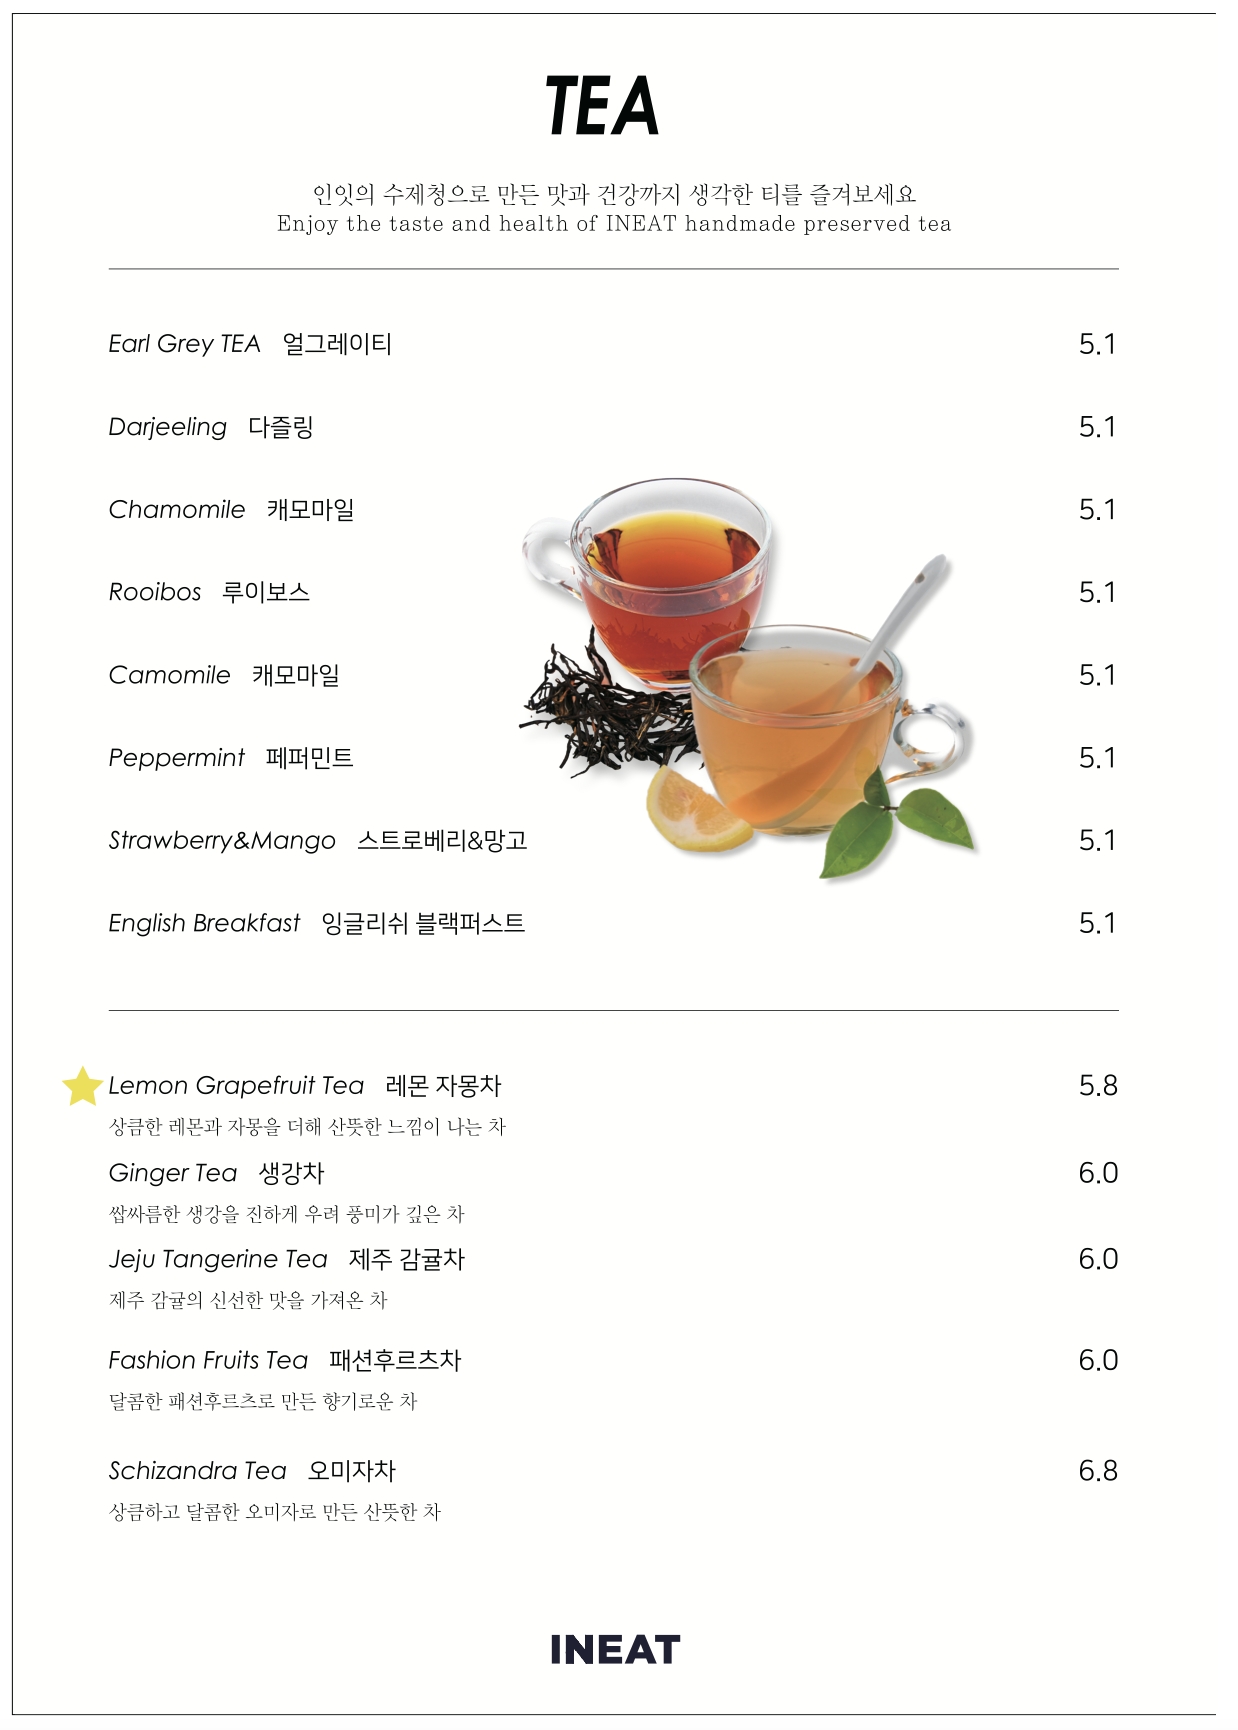 TEA
인잇의 수제청으로 만든 맛과 건강까지 생각한 티를 즐겨보세요
Enjoy the taste and health of INEAT handmade preserved tea
Earl Grey TEA 얼그레이티 5.1
Darjeeling 다즐링 5.1
Chamomile 캐모마일 5.1
Rooibos 루이보스 5.1
Camomile 캐모마일 5.1
Peppermint 페퍼민트 5.1
Strawberry&Mango 스트로베리&망고 5.1
English Breakfast 잉글리쉬 블랙퍼스트 5.1
Lemon Grapefruit Tea 레몬 자몽차 5.8
상큼한 레몬과 자몽을 더해 산뜻한 느낌이 나는 차
Ginger Tea 생강차 6.0
쌉싸름한 생강을 진하게 우려 풍미가 깊은 차
Jeju Tangerine Tea 제주 감귤차 6.0
제주 감귤의 신선한 맛을 가져온 차
Fashion Fruits Tea 패션후르츠차 6.0
달콤한 패션후르츠로 만든 향기로운 차
Schizandra Tea 오미자차 6.8
상큼하고 달콤한 오미자로 만든 산뜻한 차
INEAT